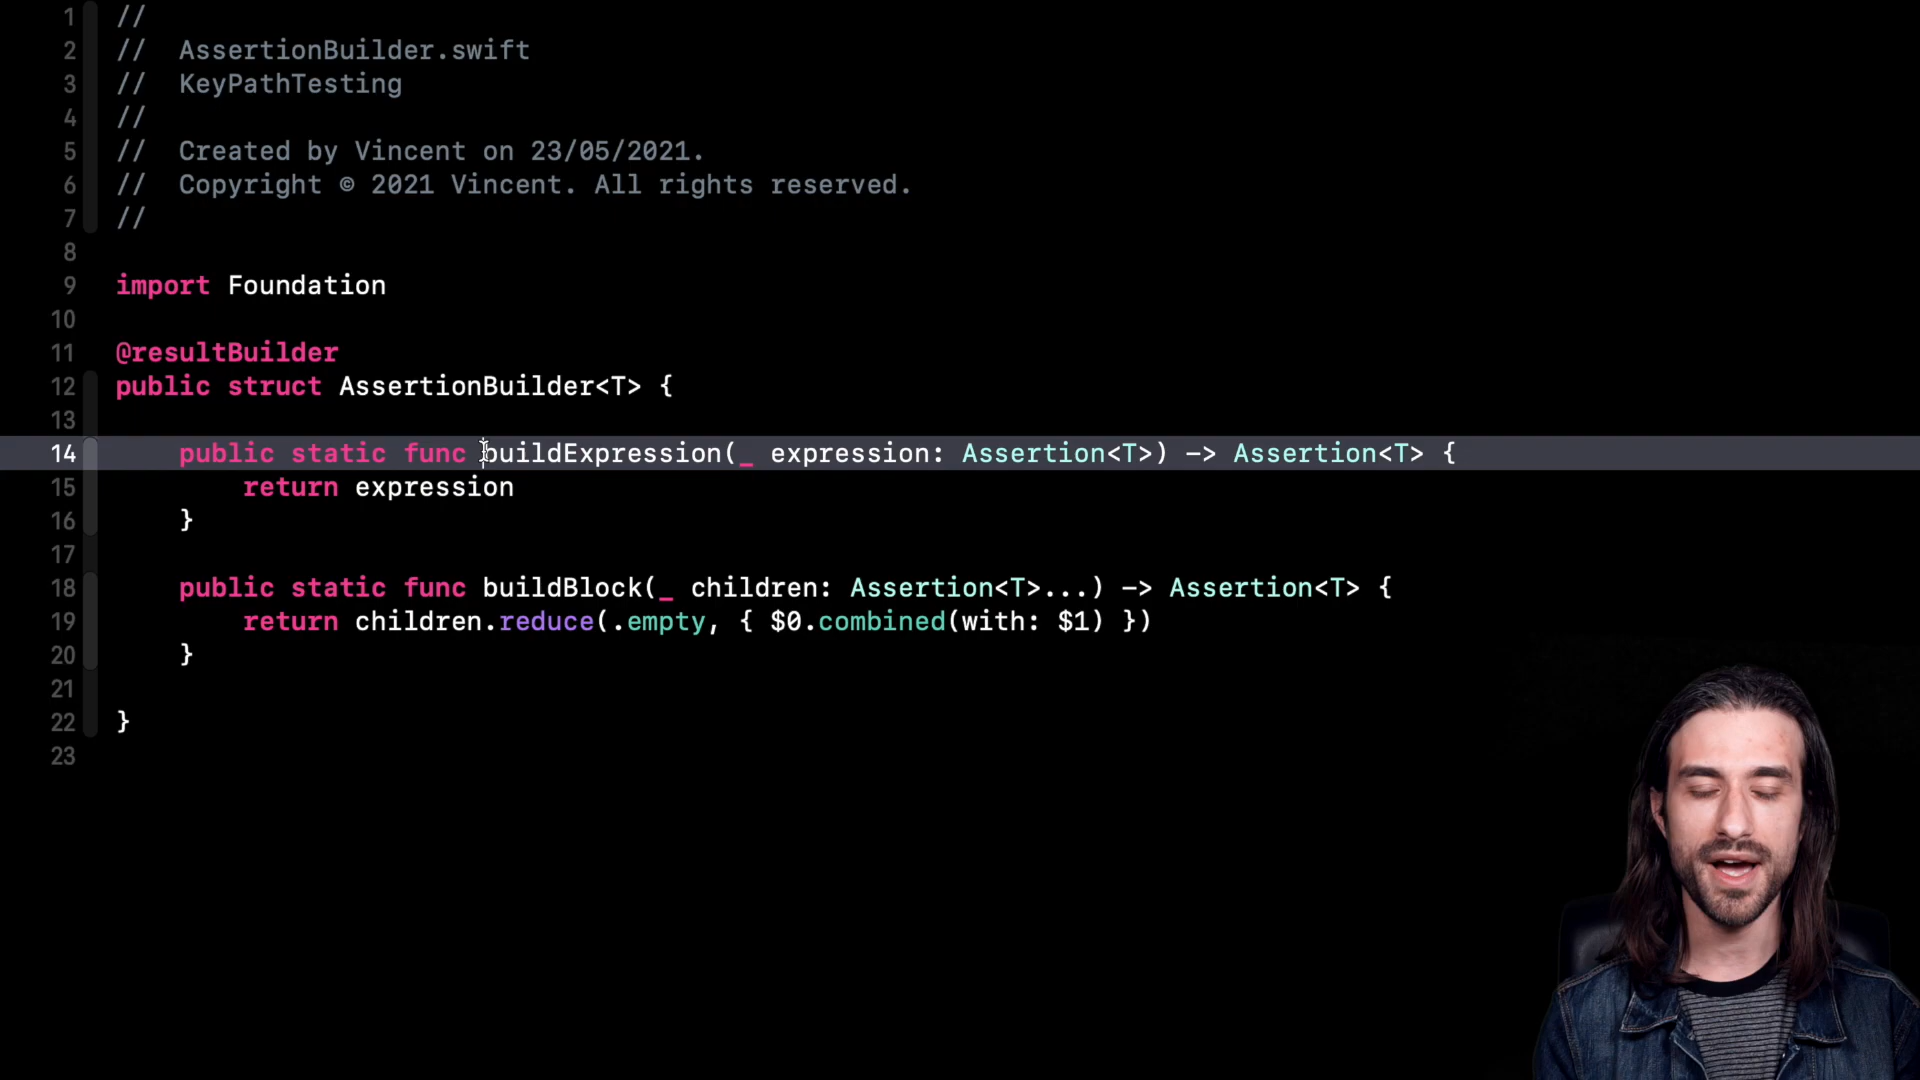 1 //
2 //  AssertionBuilder.swift
3 //  KeyPathTesting
4 //
5 //  Created by Vincent on 23/05/2021.
6 //  Copyright © 2021 Vincent. All rights reserved.
7 //
8
9 import Foundation
10
11 @resultBuilder
12 public struct AssertionBuilder<T> {
13
14     public static func buildExpression(_ expression: Assertion<T>) -> Assertion<T> {
15         return expression
16     }
17
18     public static func buildBlock(_ children: Assertion<T>...) -> Assertion<T> {
19         return children.reduce(.empty, { $0.combined(with: $1) })
20     }
21
22 }
23